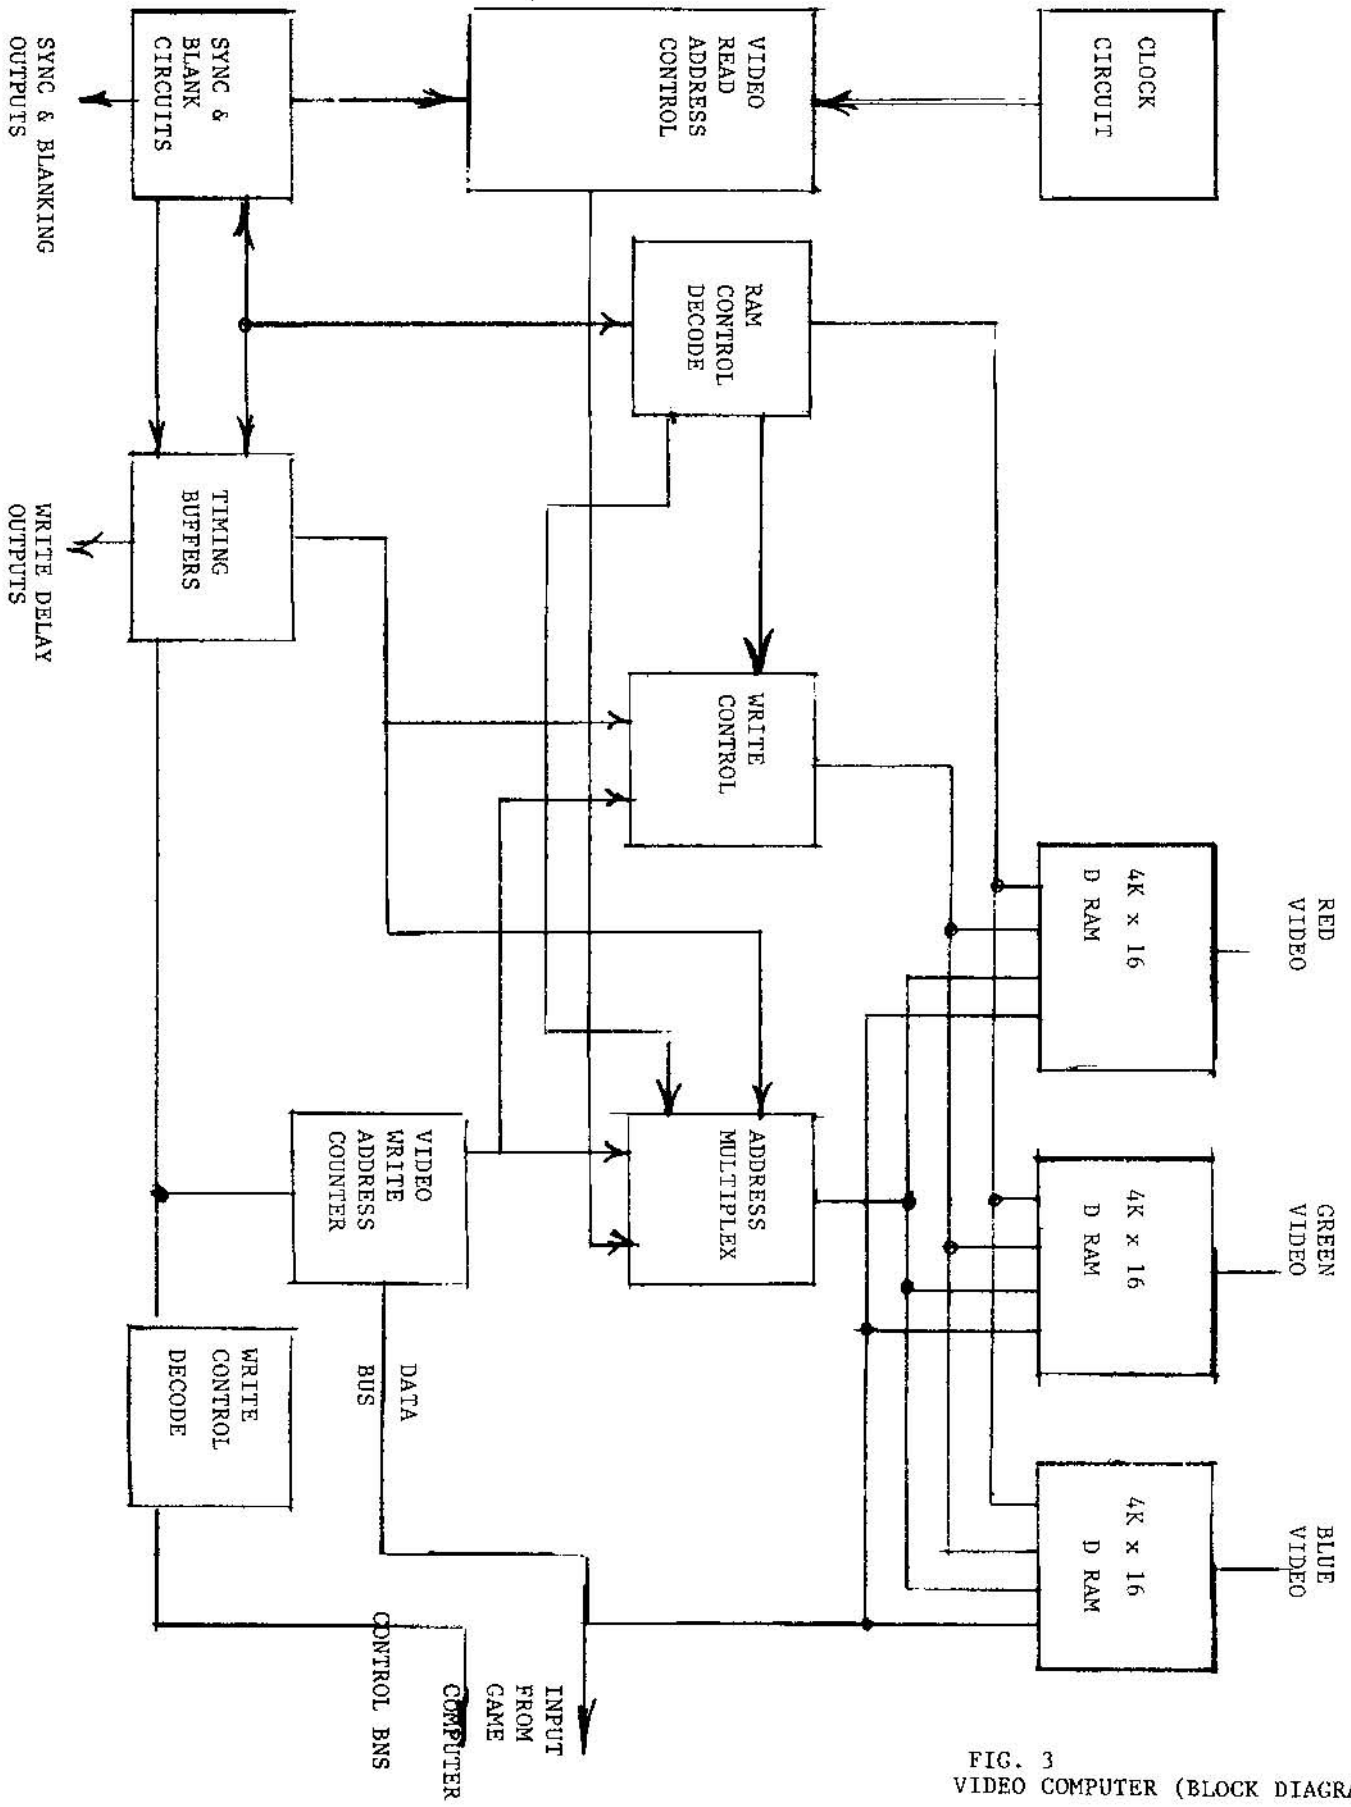 CLOCK
CIRCUIT
VIDEO
READ
ADDRESS
CONTROL
SYNC &
BLANK
CIRCUITS
SYNC & BLANKING
OUTPUTS
RAM
CONTROL
DECODE
TIMING
BUFFERS
WRITE DELAY
OUTPUTS
WRITE
CONTROL
RED
VIDEO
4K x 16
D RAM
GREEN
VIDEO
4K x 16
D RAM
BLUE
VIDEO
4K x 16
D RAM
ADDRESS
MULTIPLEX
VIDEO
WRITE
ADDRESS
COUNTER
WRITE
CONTROL
DECODE
DATA
BUS
INPUT
FROM
GAME
COMPUTER
CONTROL BNS
FIG. 3
VIDEO COMPUTER (BLOCK DIAGRA